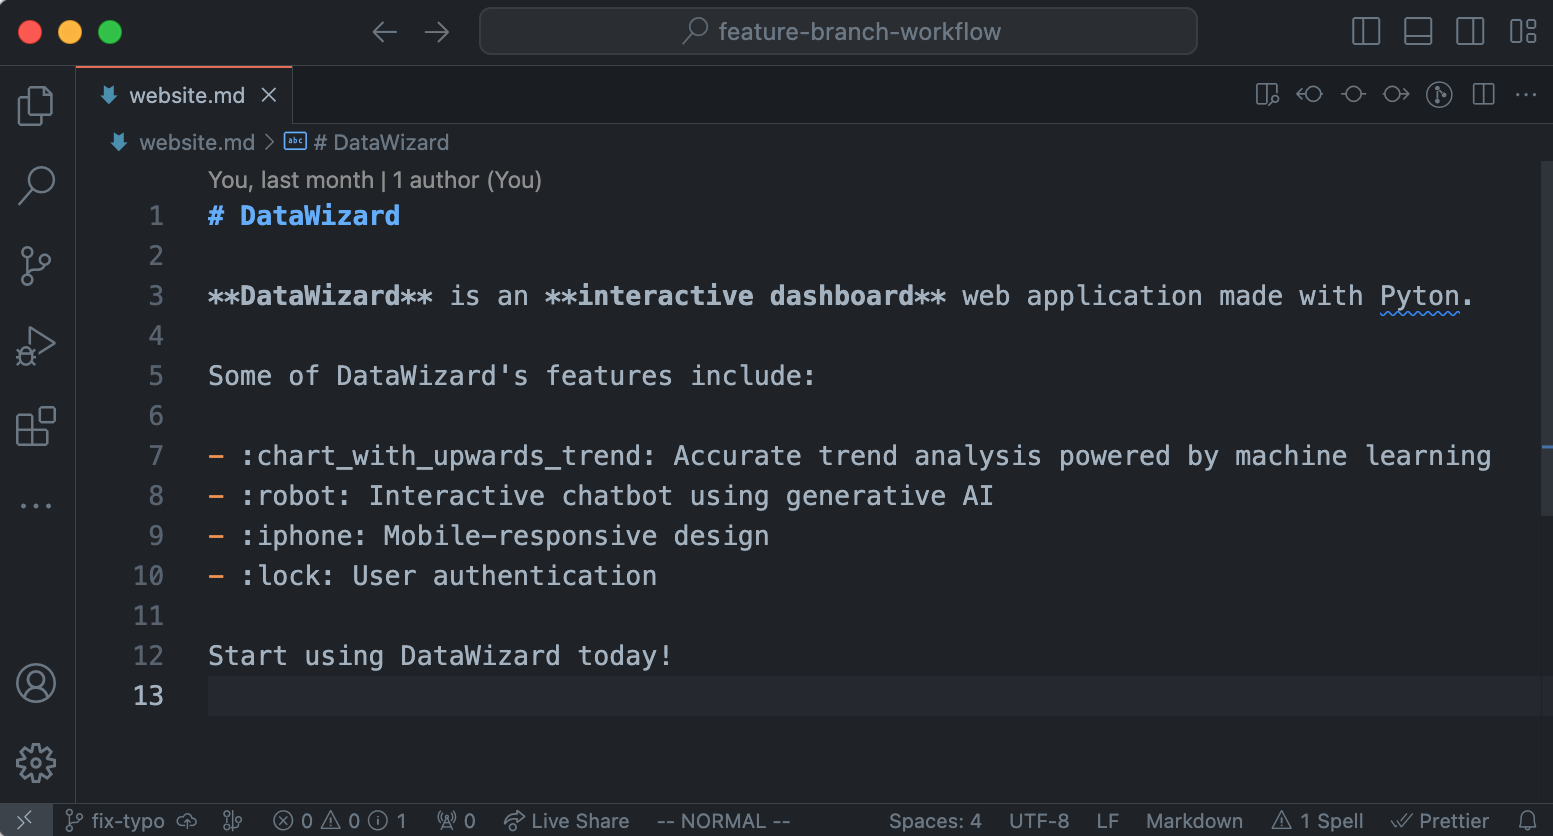 feature-branch-workflow
website.md
website.md > abc # DataWizard
You, last month | 1 author (You)
1 # DataWizard
2
3 **DataWizard** is an **interactive dashboard** web application made with Pyton.
4
5 Some of DataWizard's features include:
6
7 - :chart_with_upwards_trend: Accurate trend analysis powered by machine learning
8 - :robot: Interactive chatbot using generative AI
9 - :iphone: Mobile-responsive design
10 - :lock: User authentication
11
12 Start using DataWizard today!
13
fix-typo 0 0 1 0 Live Share -- NORMAL -- Spaces: 4 UTF-8 LF Markdown 1 Spell Prettier